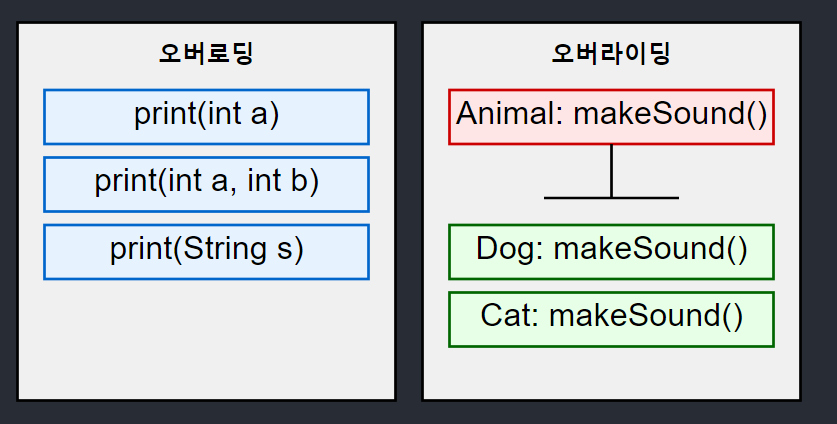 오버로딩
print(int a)
print(int a, int b)
print(String s)
오버라이딩
Animal: makeSound()
Dog: makeSound()
Cat: makeSound()